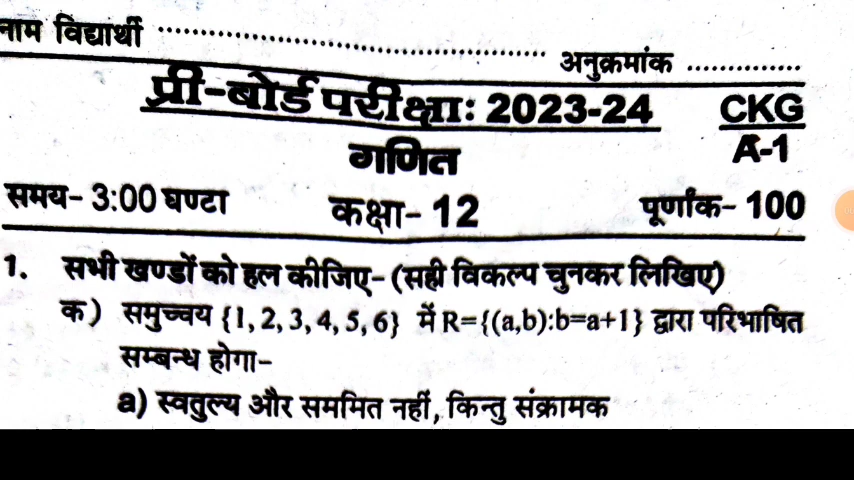 नाम विद्यार्थी ........................................................ अनुक्रमांक ..............
प्री-बोर्ड परीक्षा: 2023-24
CKG
गणित
A-1
समय- 3:00 घण्टा कक्षा- 12 पूर्णांक- 100
1. सभी खण्डों को हल कीजिए- (सही विकल्प चुनकर लिखिए)
क) समुच्चय {1, 2, 3, 4, 5, 6} में R={(a,b):b=a+1} द्वारा परिभाषित
सम्बन्ध होगा-
a) स्वतुल्य और सममित नहीं, किन्तु संक्रामक